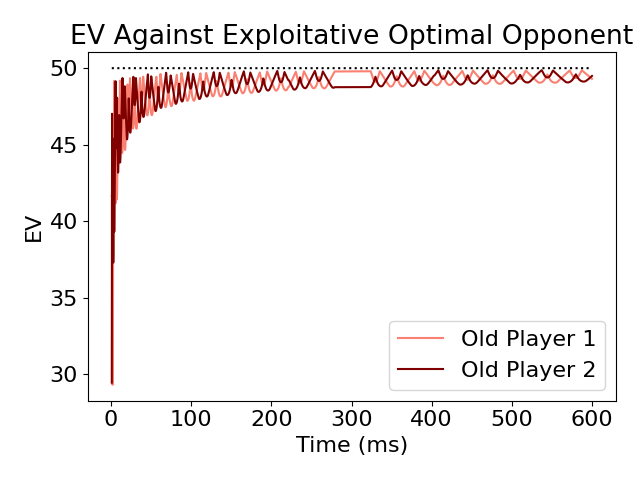 EV Against Exploitative Optimal Opponent
50
45
40
35
30
EV
Old Player 1
Old Player 2
0 100 200 300 400 500 600
Time (ms)